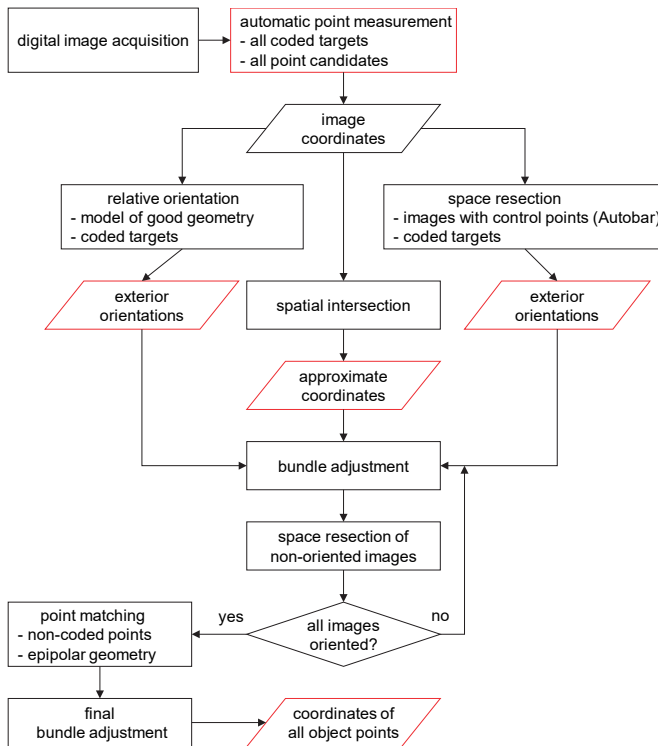 digital image acquisition
automatic point measurement
- all coded targets
- all point candidates
image
coordinates
relative orientation
- model of good geometry
- coded targets
space resection
- images with control points (Autobar)
- coded targets
exterior
orientations
spatial intersection
exterior
orientations
approximate
coordinates
bundle adjustment
space resection of
non-oriented images
point matching
- non-coded points
- epipolar geometry
yes
all images
oriented?
no
final
bundle adjustment
coordinates of
all object points